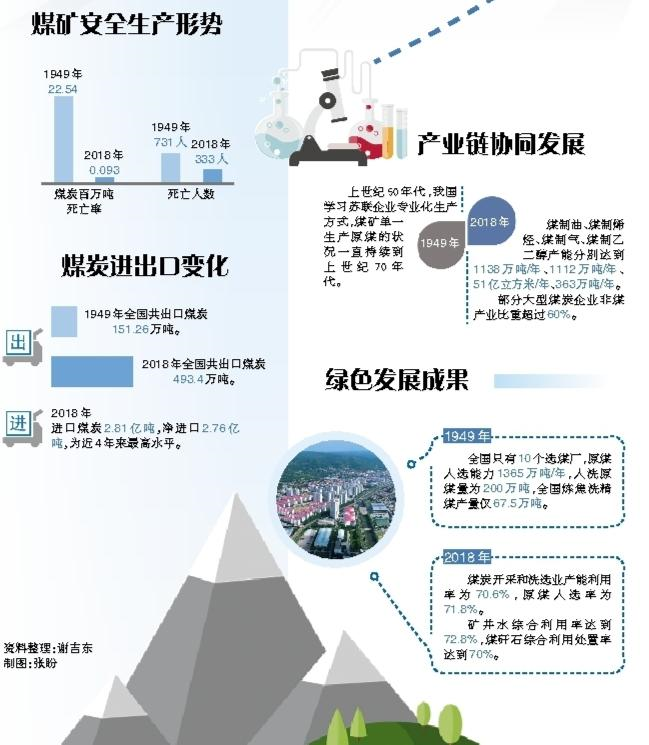 煤矿安全生产形势
1949年
22.54
2018年
0.093
煤炭百万吨
死亡率
1949年
731人
2018年
333人
死亡人数
煤炭进出口变化
出
1949年全国共出口煤炭
151.26万吨。
2018年全国共出口煤炭
493.4万吨。
进
2018年
进口煤炭2.81亿吨,净进口2.76亿
吨,为近4年来最高水平。
产业链协同发展
上世纪50年代,我国
学习苏联企业专业化生产
方式,煤矿单一
生产原煤的状
况一直持续到
上世纪70年
代。
1949年
2018年
煤制油、煤制烯
烃、煤制气、煤制乙
二醇产能分别达到
1138万吨/年、1112万吨/年、
51亿立方米/年、363万吨/年。
部分大型煤炭企业非煤
产业比重超过60%。
绿色发展成果
1949年
全国只有10个选煤厂,原煤
入选能力1365万吨/年,入洗原
煤量为200万吨,全国炼焦洗精
煤产量仅67.5万吨。
2018年
煤炭开采和洗选业产能利用
率为70.6%,原煤入选率为
71.8%。
矿井水综合利用率达到
72.8%,煤矸石综合利用处置率
达到70%。
资料整理:谢吉东
制图:张盼